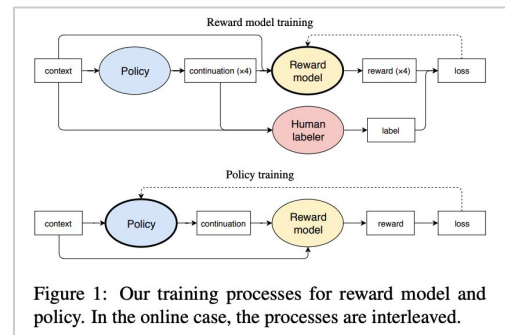 Reward model training
context
Policy
continuation (×4)
Reward
model
reward (×4)
loss
Human
labeler
label
Policy training
context
Policy
continuation
Reward
model
reward
loss
Figure 1: Our training processes for reward model and
policy. In the online case, the processes are interleaved.